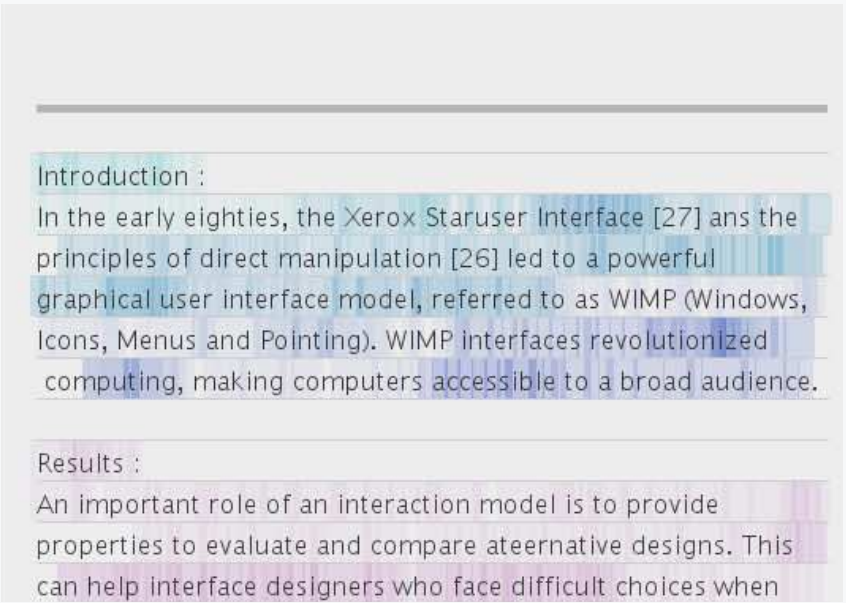 Introduction :
In the early eighties, the Xerox Staruser Interface [27] ans the
principles of direct manipulation [26] led to a powerful
graphical user interface model, referred to as WIMP (Windows,
Icons, Menus and Pointing). WIMP interfaces revolutionized
computing, making computers accessible to a broad audience.
Results :
An important role of an interaction model is to provide
properties to evaluate and compare ateernative designs. This
can help interface designers who face difficult choices when